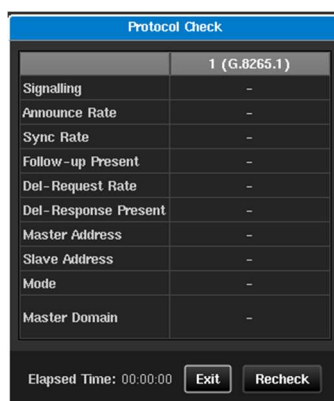 Protocol Check
1 (G.8265.1)
Signalling –
Announce Rate –
Sync Rate –
Follow-up Present –
Del-Request Rate –
Del-Response Present –
Master Address –
Slave Address –
Mode –
Master Domain –
Elapsed Time: 00:00:00 Exit Recheck